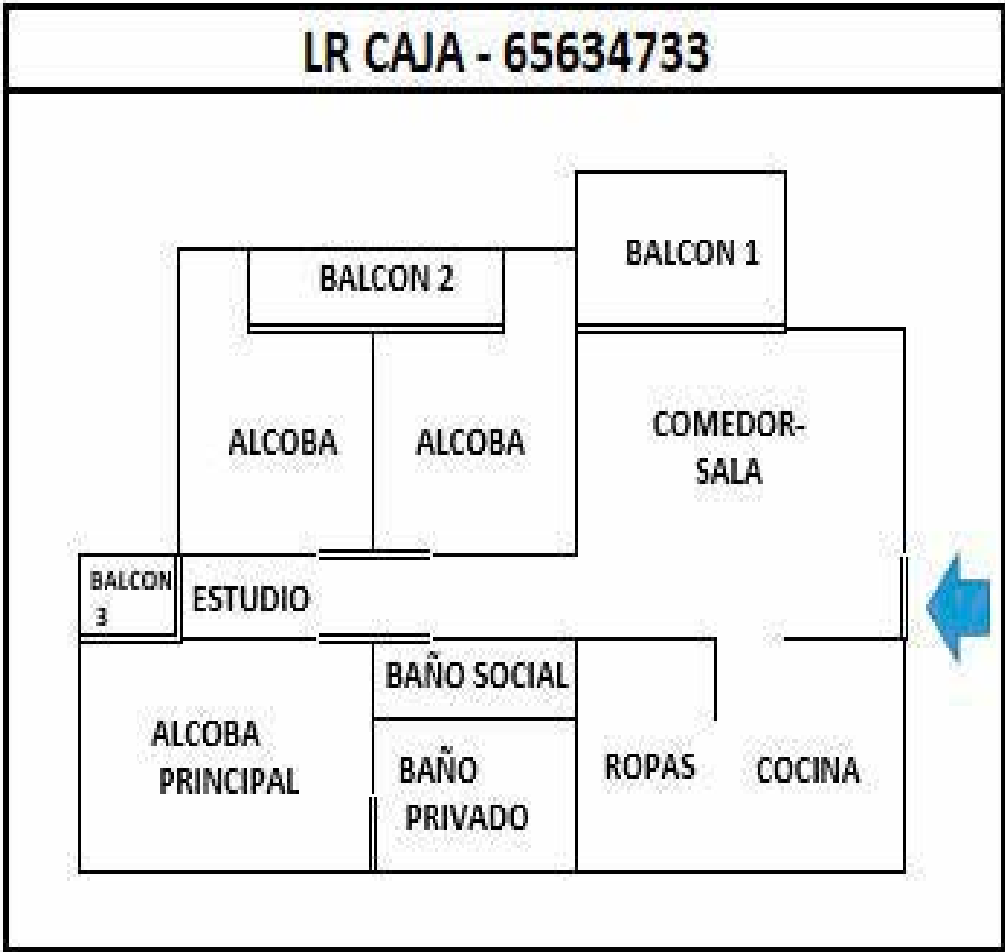 LR CAJA - 65634733
BALCON 1
BALCON 2
ALCOBA
ALCOBA
COMEDOR-
SALA
BALCON
3
ESTUDIO
BAÑO SOCIAL
ALCOBA
PRINCIPAL
BAÑO
PRIVADO
ROPAS
COCINA